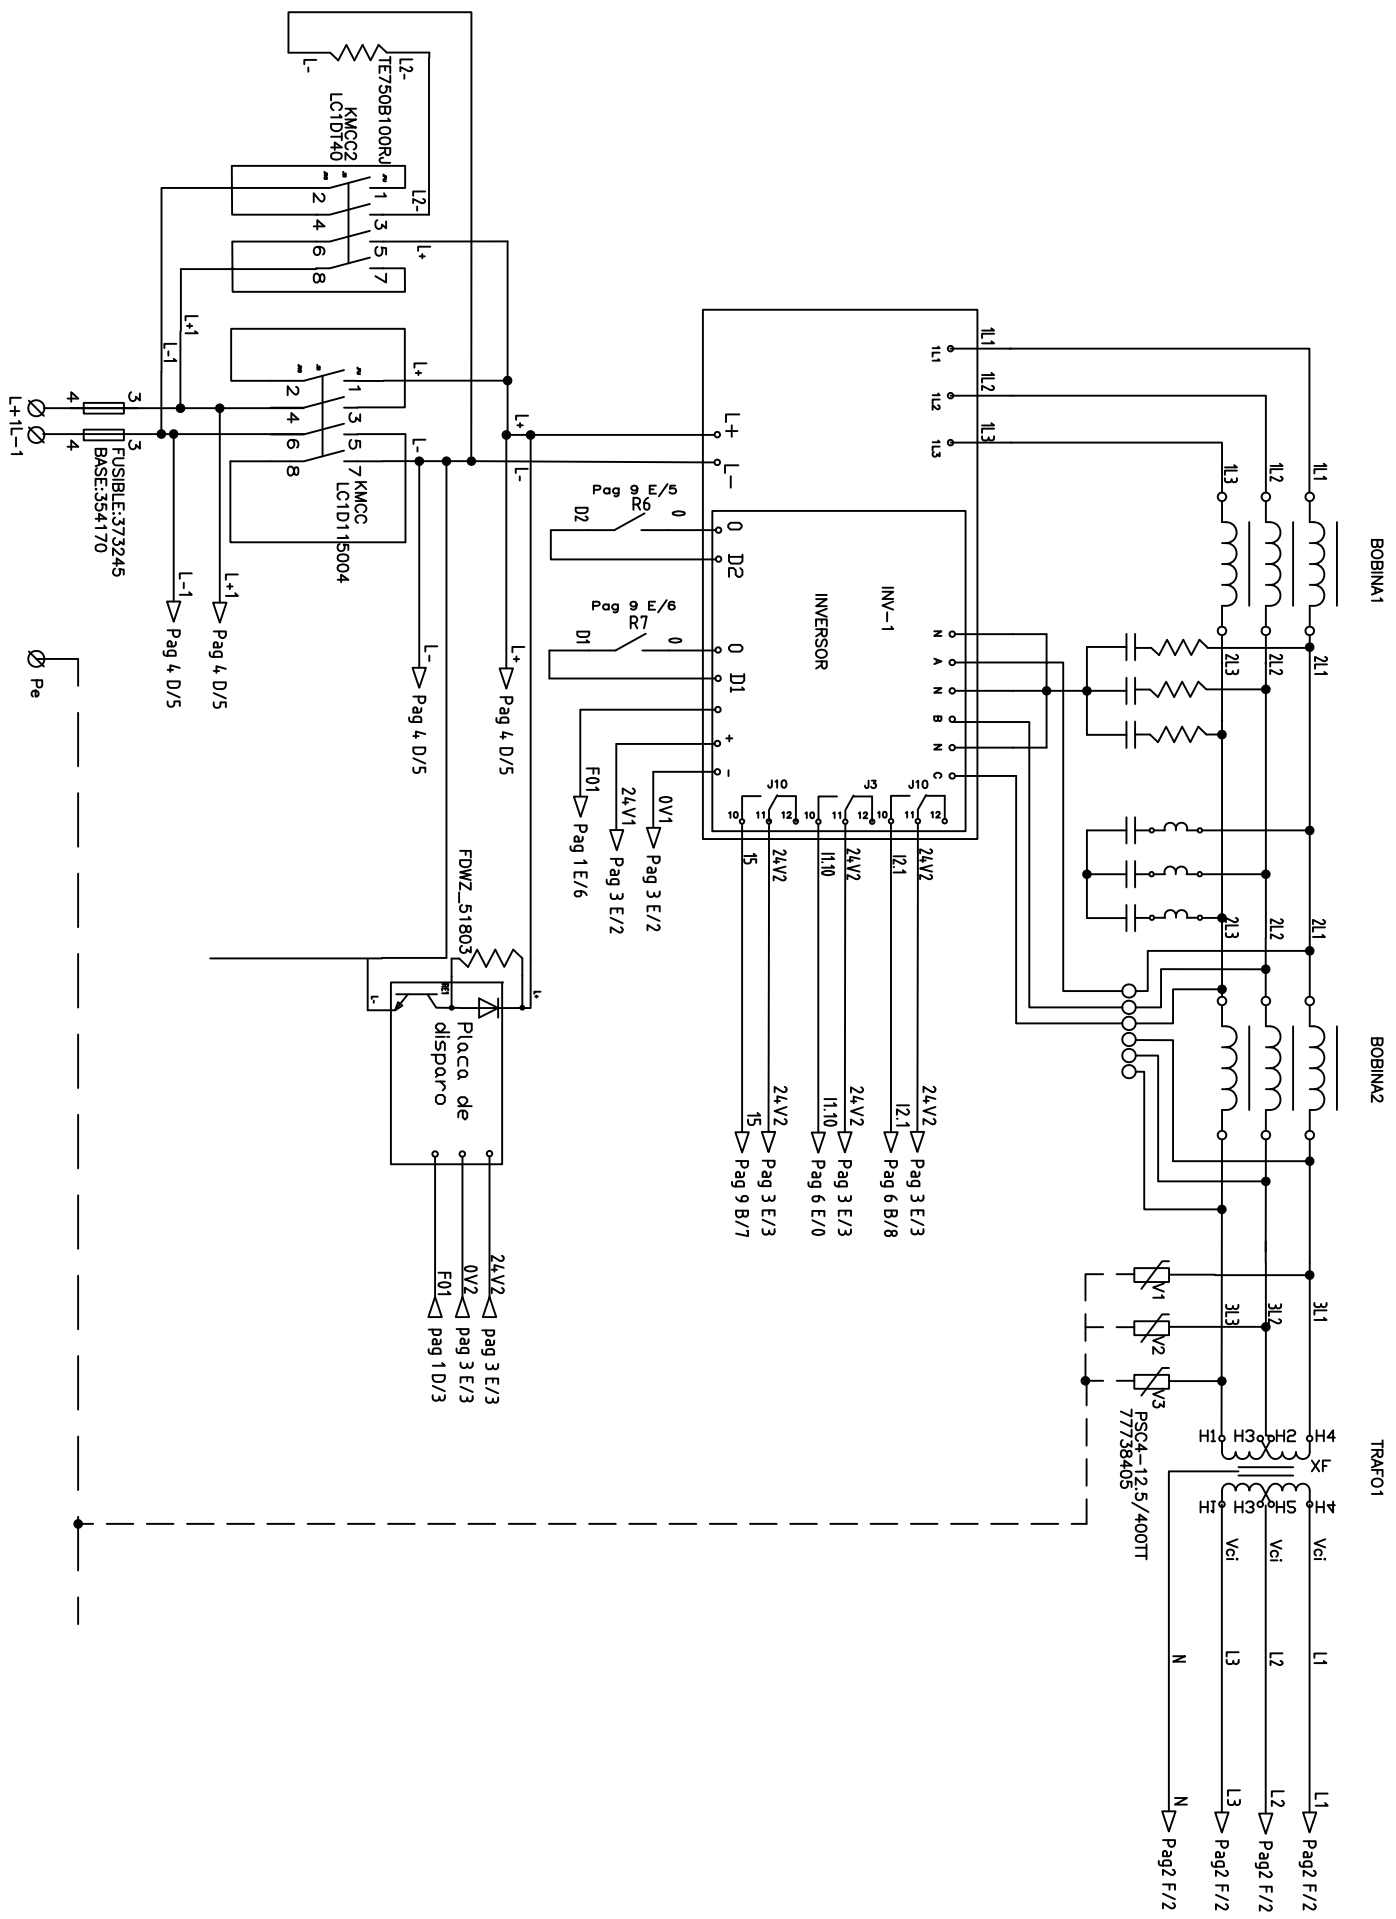 BOBINA1
BOBINA2
TRAFO1
1L1
1L2
1L3
1L1
1L2
1L3
1L1
1L2
1L3
2L1
2L2
2L3
2L1
2L2
2L3
3L1
3L2
3L3
V1
V2
V3
PSC4-12.5/400TT
77738405
H1
H3
H2
H4
XF
H1
H3
H5
H4
Vci
Vci
Vci
L1
L2
L3
N
L1
L2
L3
N
Pag2 F/2
Pag2 F/2
Pag2 F/2
Pag2 F/2
INV-1
INVERSOR
N
A
N
B
N
C
L+
L-
0
D2
0
D1
+
-
J10
10
11
12
J3
10
11
12
J10
10
11
12
Pag 9 E/5
R6
0
D2
Pag 9 E/6
R7
0
D1
F01
Pag 1 E/6
24V1
Pag 3 E/2
0V1
Pag 3 E/2
15
24V2
I1.10
24V2
I2.1
24V2
15
24V2
I1.10
24V2
I2.1
24V2
Pag 9 B/7
Pag 3 E/3
Pag 6 E/0
Pag 3 E/3
Pag 6 B/8
Pag 3 E/3
L-
L2-
TE750B100RJ
KMCC2
LC1DT40
L2-
1
2
3
4
5
6
7
8
L+
L+1
L-1
L+
1
2
3
4
5
6
7
8
KMCC
LC1D115004
L-
L+
L-
L+1
L-1
3
4
3
4
FUSIBLE:373245
BASE:354170
L-1
Pag 4 D/5
L+1
Pag 4 D/5
L-
Pag 4 D/5
L+
Pag 4 D/5
Pe
FDWZ_51803
RE1
L-
L+
Placa de
disparo
24V2
0V2
F01
pag 3 E/3
pag 3 E/3
pag 1 D/3